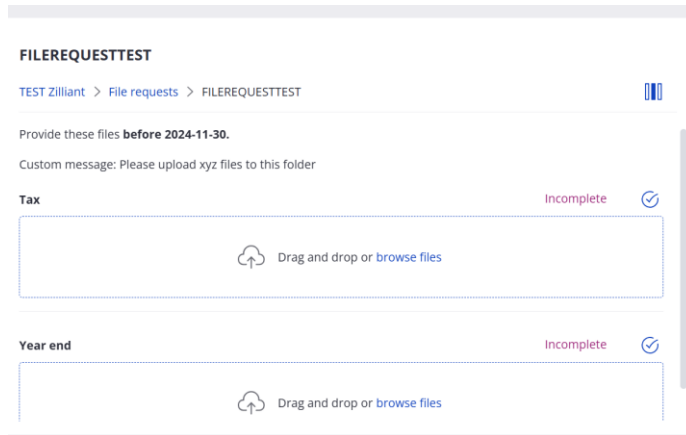 FILEREQUESTTEST
TEST Zilliant > File requests > FILEREQUESTTEST
Provide these files before 2024-11-30.
Custom message: Please upload xyz files to this folder
Tax Incomplete
Drag and drop or browse files
Year end Incomplete
Drag and drop or browse files